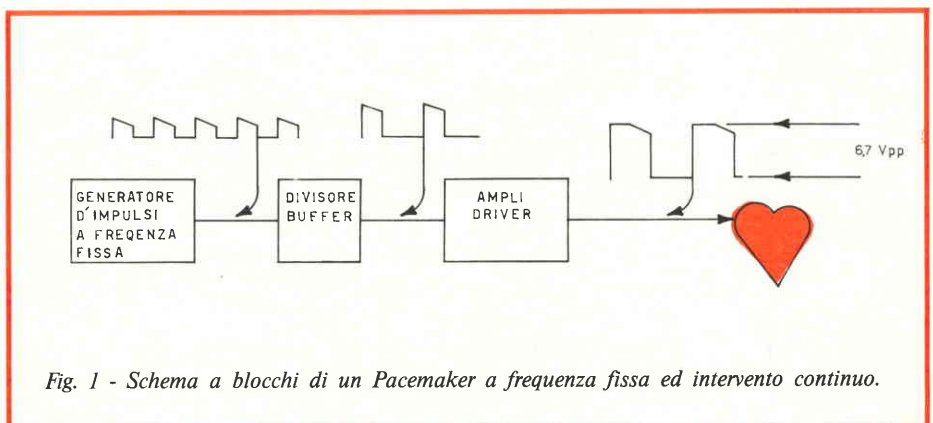 6,7 Vpp
GENERATORE
D'IMPULSI
A FREQENZA
FISSA
DIVISORE
BUFFER
AMPLI
DRIVER
Fig. 1 - Schema a blocchi di un Pacemaker a frequenza fissa ed intervento continuo.